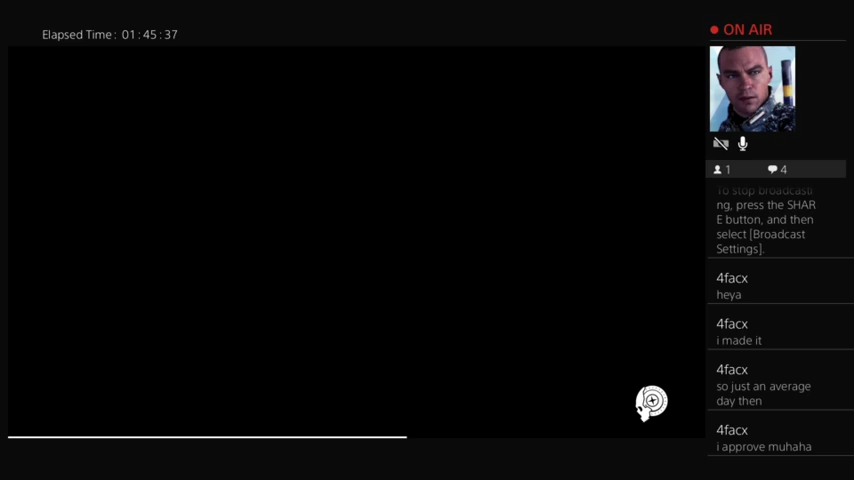 Elapsed Time: 01:45:37
ON AIR
1
4
To stop broadcasti
ng, press the SHAR
E button, and then
select [Broadcast
Settings].
4facx
heya
4facx
i made it
4facx
so just an average
day then
4facx
i approve muhaha